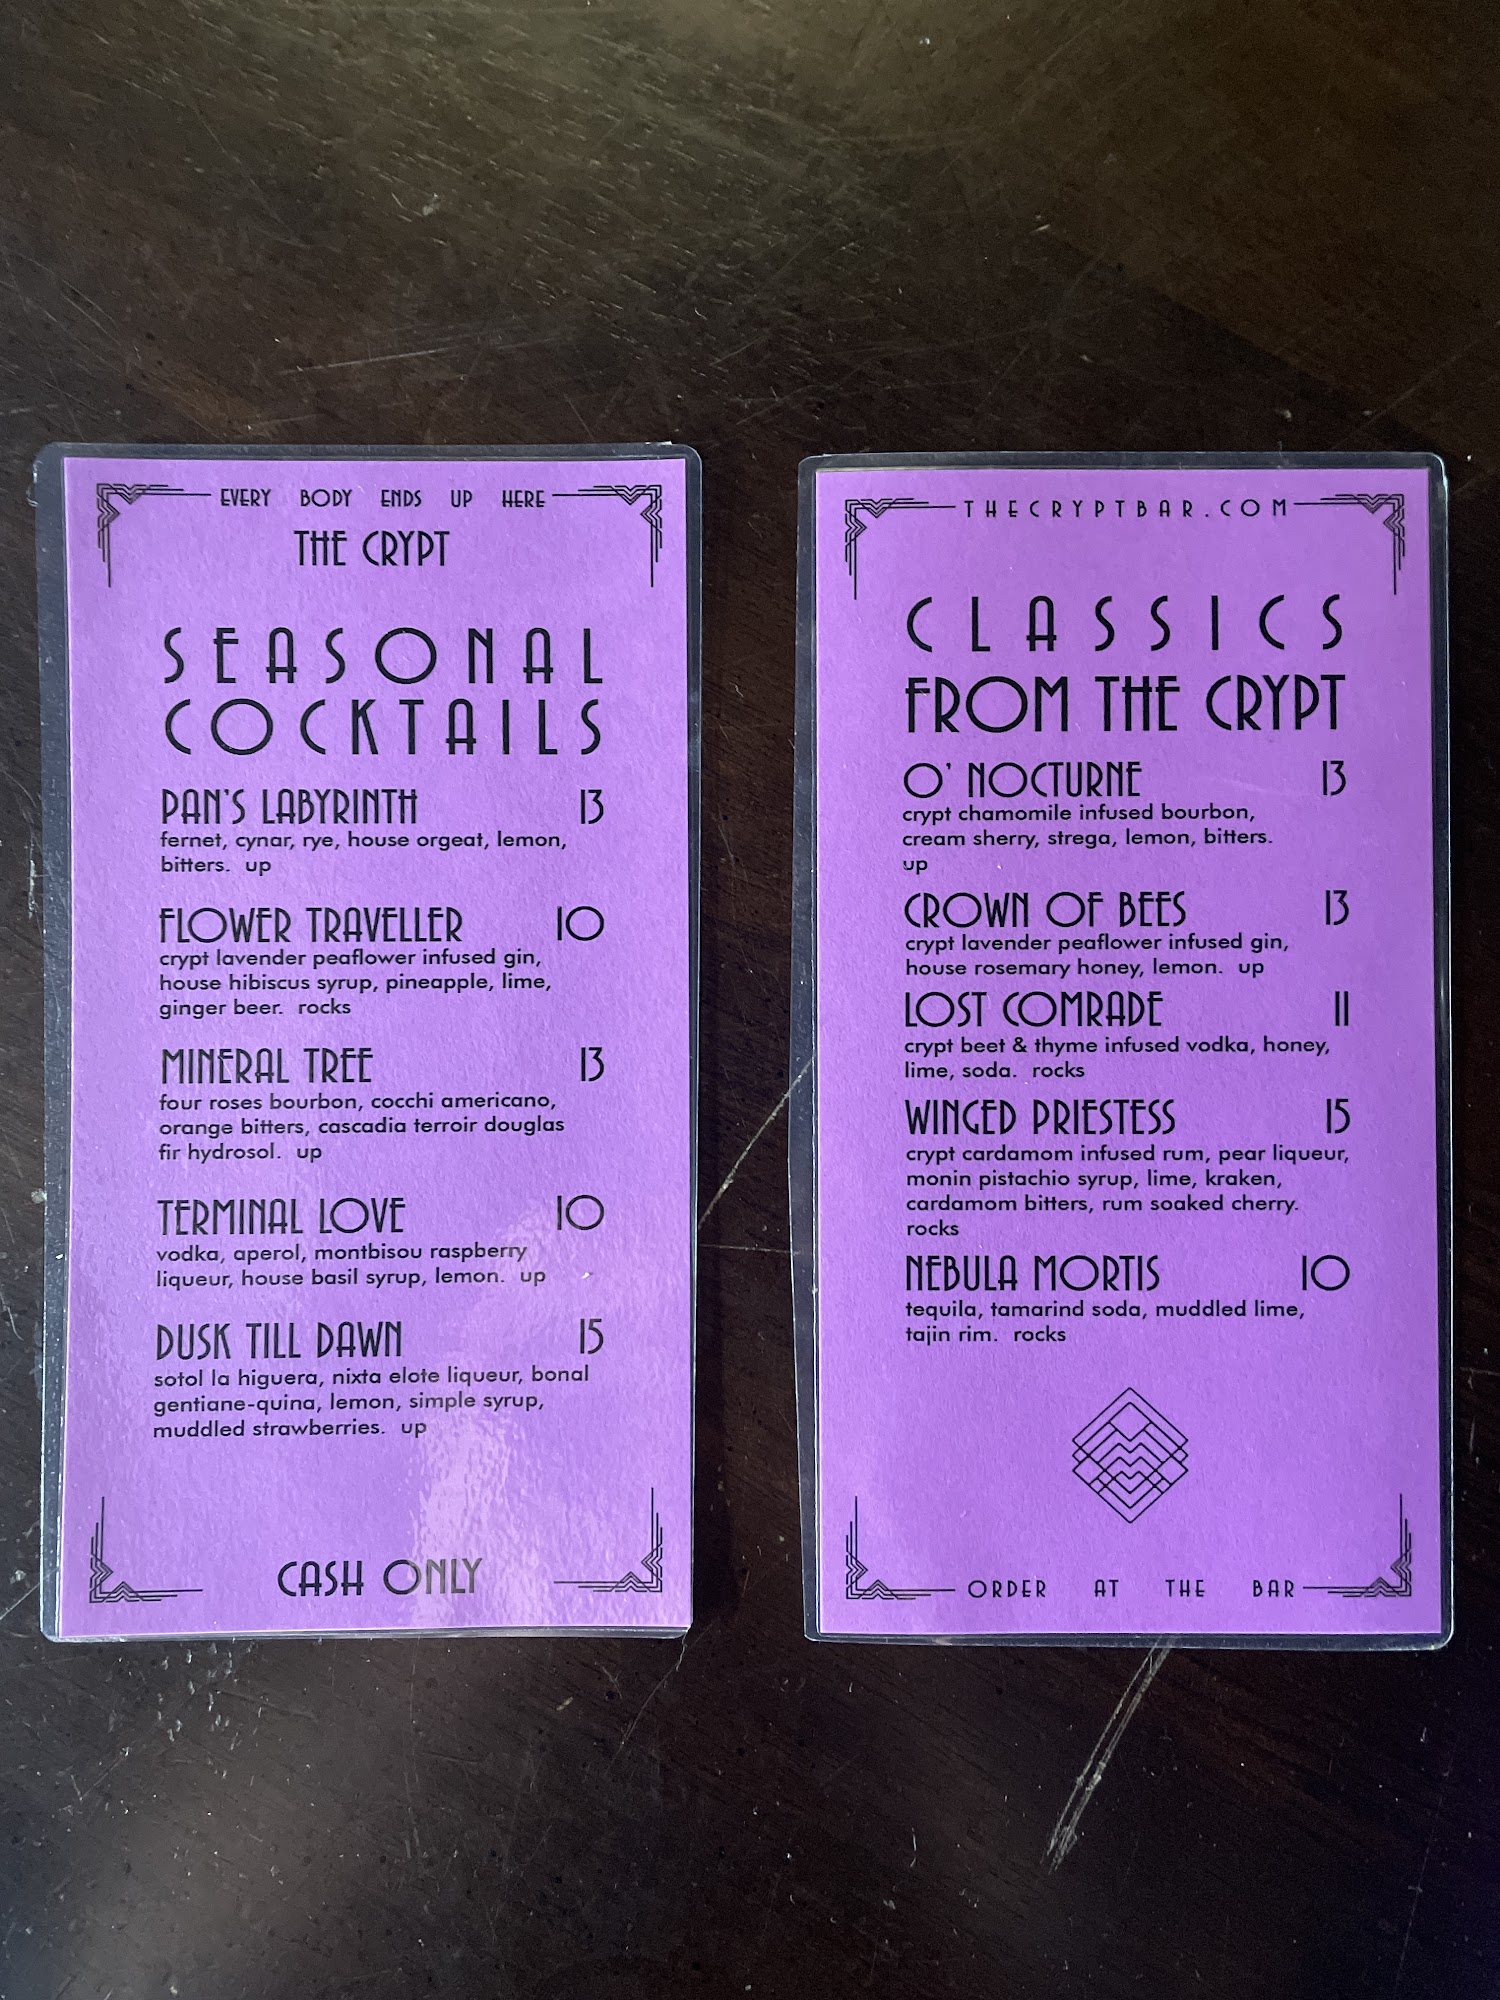 EVERY BODY ENDS UP HERE
THE CRYPT
SEASONAL
COCKTAILS
PAN'S LABYRINTH 13
fernet, cynar, rye, house orgeat, lemon,
bitters. up
FLOWER TRAVELLER 10
crypt lavender peaflower infused gin,
house hibiscus syrup, pineapple, lime,
ginger beer. rocks
MINERAL TREE 13
four roses bourbon, cocchi americano,
orange bitters, cascadia terroir douglas
fir hydrosol. up
TERMINAL LOVE 10
vodka, aperol, montbisou raspberry
liqueur, house basil syrup, lemon. up
DUSK TILL DAWN 15
sotol la higuera, nixta elote liqueur, bonal
gentiane-quina, lemon, simple syrup,
muddled strawberries. up
CASH ONLY
THECRYPTBAR.COM
CLASSICS
FROM THE CRYPT
O' NOCTURNE 13
crypt chamomile infused bourbon,
cream sherry, strega, lemon, bitters.
up
CROWN OF BEES 13
crypt lavender peaflower infused gin,
house rosemary honey, lemon. up
LOST COMRADE 11
crypt beet & thyme infused vodka, honey,
lime, soda. rocks
WINGED PRIESTESS 15
crypt cardamom infused rum, pear liqueur,
monin pistachio syrup, lime, kraken,
cardamom bitters, rum soaked cherry.
rocks
NEBULA MORTIS 10
tequila, tamarind soda, muddled lime,
tajin rim. rocks
ORDER AT THE BAR